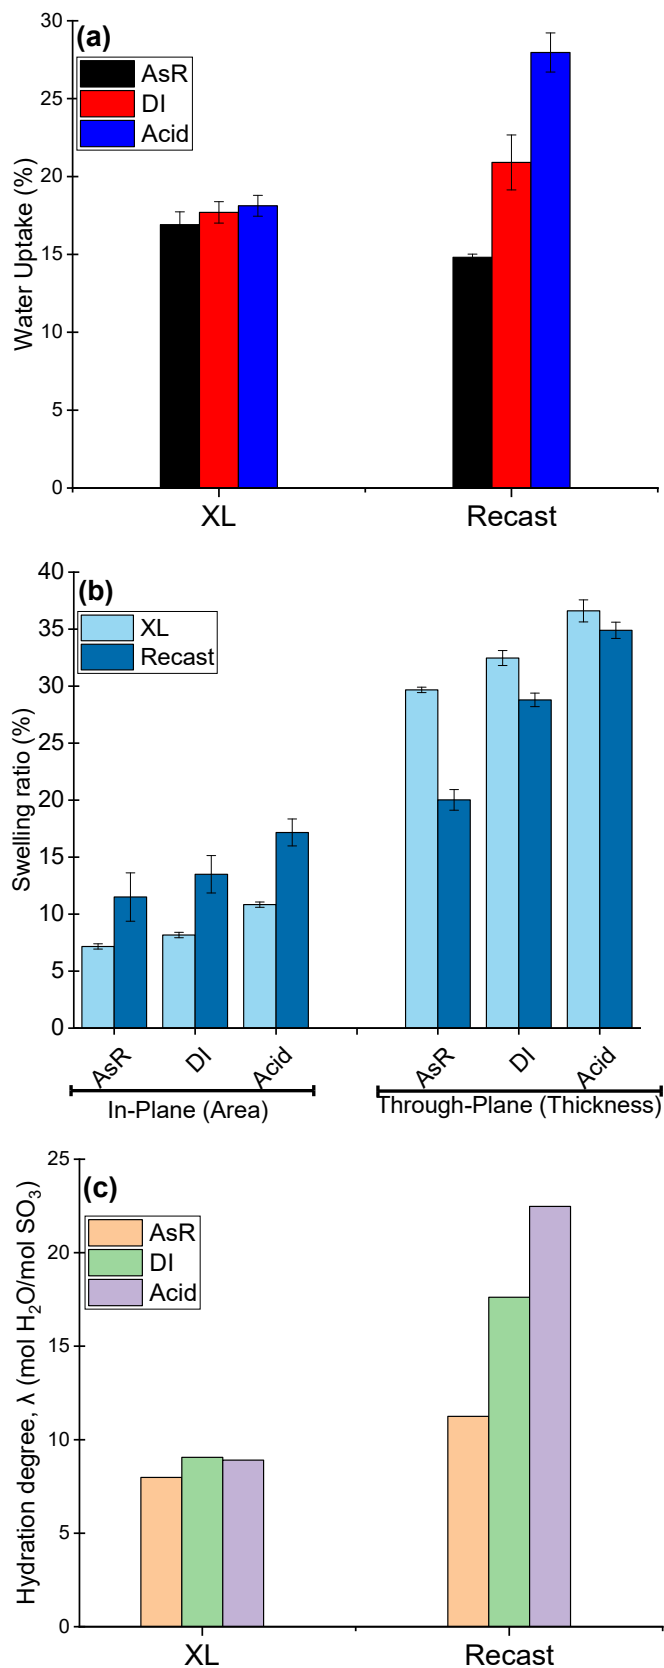 (a)
AsR
DI
Acid
Water Uptake (%)
30
25
20
15
10
5
0
XL
Recast
(b)
XL
Recast
Swelling ratio (%)
40
35
30
25
20
15
10
5
0
AsR
DI
Acid
AsR
DI
Acid
In-Plane (Area)
Through-Plane (Thickness)
(c)
AsR
DI
Acid
Hydration degree, λ (mol H₂O/mol SO₃)
25
20
15
10
5
0
XL
Recast